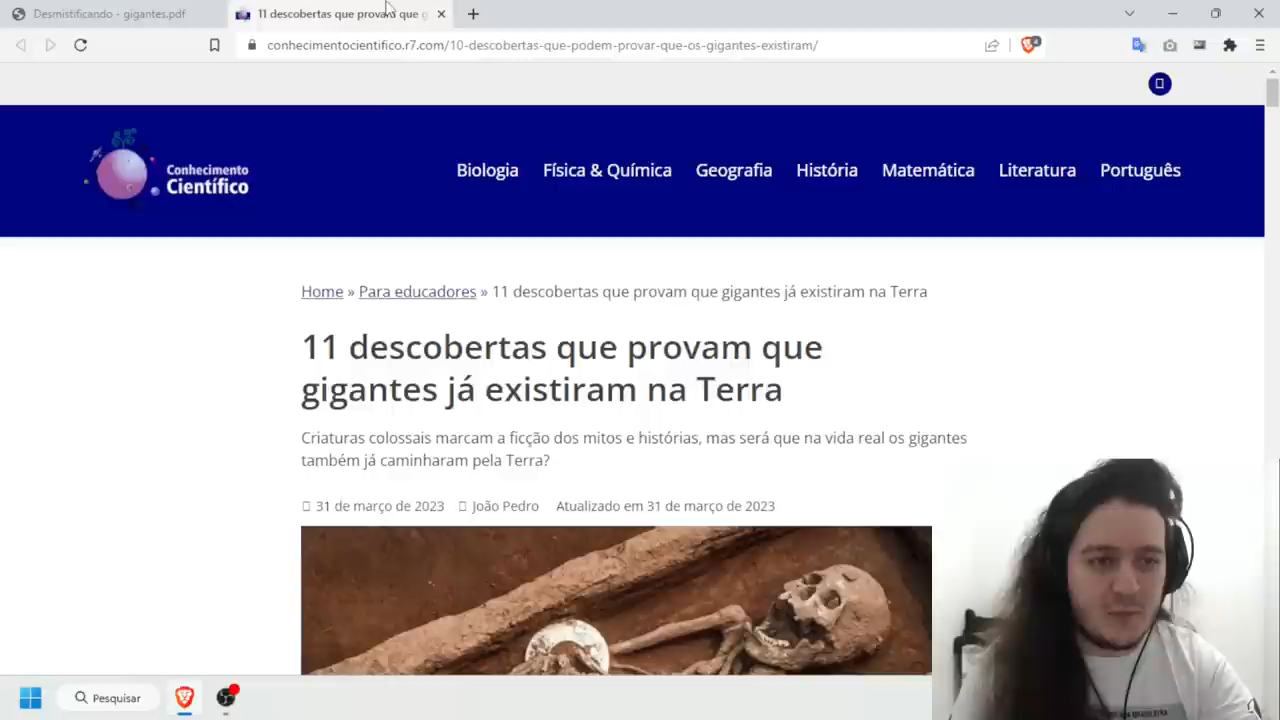 Desmistificando - gigantes.pdf
11 descobertas que provam que g
conhecimentocientifico.r7.com/10-descobertas-que-podem-provar-que-os-gigantes-existiram/
Conhecimento
Científico
Biologia
Física & Química
Geografia
História
Matemática
Literatura
Português
Home » Para educadores » 11 descobertas que provam que gigantes já existiram na Terra
11 descobertas que provam que
gigantes já existiram na Terra
Criaturas colossais marcam a ficção dos mitos e histórias, mas será que na vida real os gigantes
também já caminharam pela Terra?
31 de março de 2023
João Pedro
Atualizado em 31 de março de 2023
Pesquisar